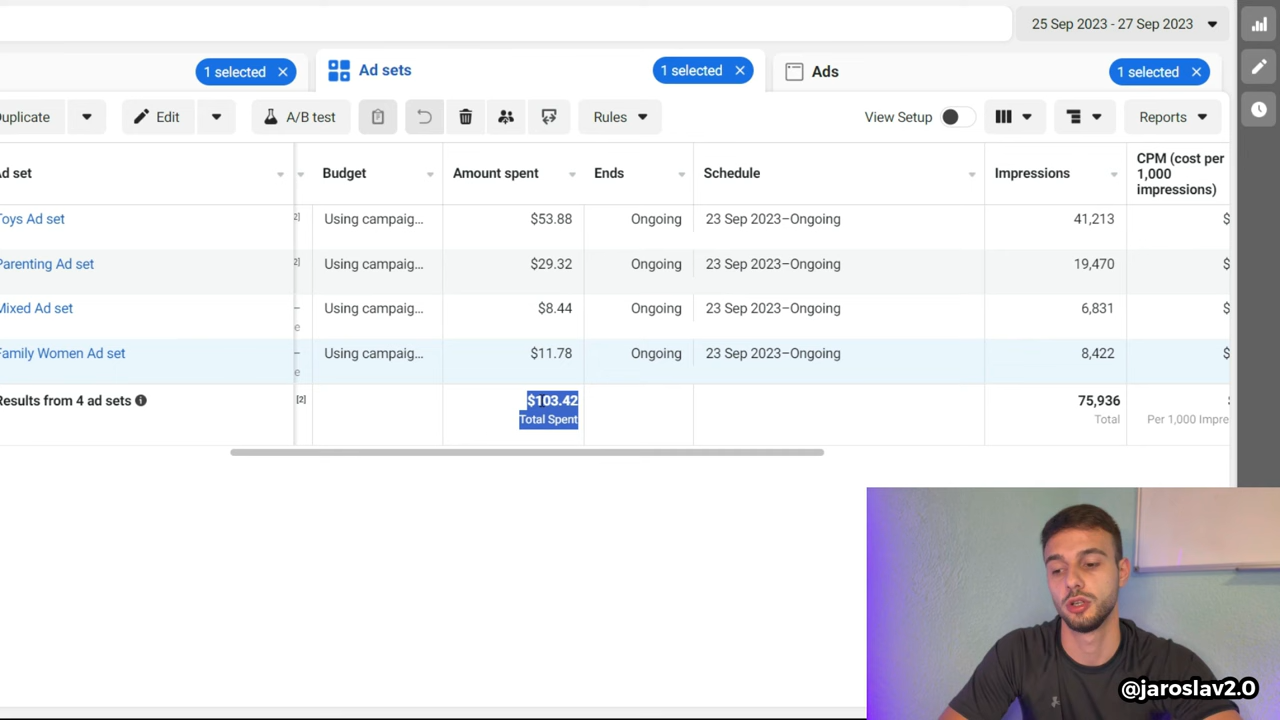 25 Sep 2023 - 27 Sep 2023
1 selected
Ad sets
1 selected
Ads
1 selected
uplicate
Edit
A/B test
Rules
View Setup
Reports
d set
Budget
Amount spent
Ends
Schedule
Impressions
CPM (cost per
1,000
impressions)
Toys Ad set
2]
Using campaig...
$53.88
Ongoing
23 Sep 2023–Ongoing
41,213
$
Parenting Ad set
2]
Using campaig...
$29.32
Ongoing
23 Sep 2023–Ongoing
19,470
$
Mixed Ad set
–
e
Using campaig...
$8.44
Ongoing
23 Sep 2023–Ongoing
6,831
$
Family Women Ad set
–
e
Using campaig...
$11.78
Ongoing
23 Sep 2023–Ongoing
8,422
$
Results from 4 ad sets
[2]
$103.42
Total Spent
75,936
Total
Per 1,000 Impre
@jaroslav2.0